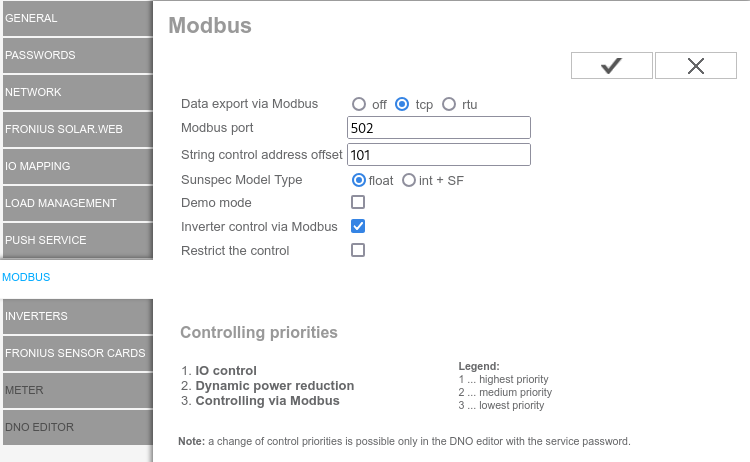 GENERAL
PASSWORDS
NETWORK
FRONIUS SOLAR.WEB
IO MAPPING
LOAD MANAGEMENT
PUSH SERVICE
MODBUS
INVERTERS
FRONIUS SENSOR CARDS
METER
DNO EDITOR
Modbus
Data export via Modbus off tcp rtu
Modbus port 502
String control address offset 101
Sunspec Model Type float int + SF
Demo mode
Inverter control via Modbus
Restrict the control
Controlling priorities
1. IO control
2. Dynamic power reduction
3. Controlling via Modbus
Legend:
1 ... highest priority
2 ... medium priority
3 ... lowest priority
Note: a change of control priorities is possible only in the DNO editor with the service password.